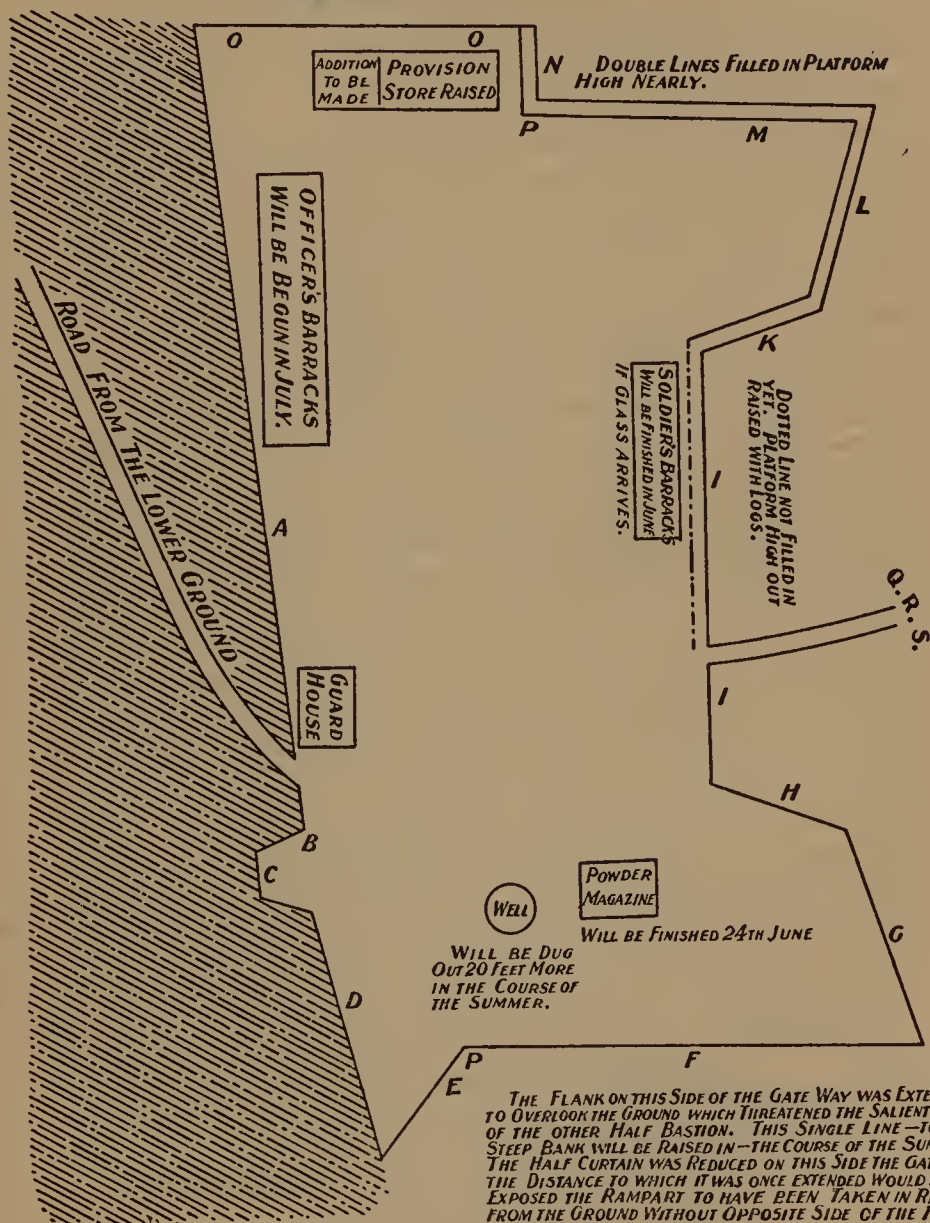 O O
ADDITION
TO BE
MADE
PROVISION
STORE RAISED
N DOUBLE LINES FILLED IN PLATFORM
HIGH NEARLY.
P M
L
OFFICER'S BARRACKS
WILL BE BEGUN IN JULY.
K
ROAD FROM THE LOWER GROUND
SOLDIER'S BARRACKS
WILL BE FINISHED IN JUNE
IF GLASS ARRIVES.
DOTTED LINE NOT FILLED IN
YET. PLATFORM HIGH OUT
RAISED WITH LOGS.
I
A
Q.R.S.
GUARD
HOUSE
I
H
B
C
WELL
POWDER
MAGAZINE
WILL BE FINISHED 24TH JUNE
G
WILL BE DUG
OUT 20 FEET MORE
IN THE COURSE OF
THE SUMMER.
D
E P F
THE FLANK ON THIS SIDE OF THE GATE WAY WAS EXTE
TO OVERLOOK THE GROUND WHICH THREATENED THE SALIENT
OF THE OTHER HALF BASTION. THIS SINGLE LINE—TO
STEEP BANK WILL BE RAISED IN—THE COURSE OF THE SUM
THE HALF CURTAIN WAS REDUCED ON THIS SIDE THE GAT
THE DISTANCE TO WHICH IT WAS ONCE EXTENDED WOULD
EXPOSED THE RAMPART TO HAVE BEEN TAKEN IN R
FROM THE GROUND WITHOUT OPPOSITE SIDE OF THE